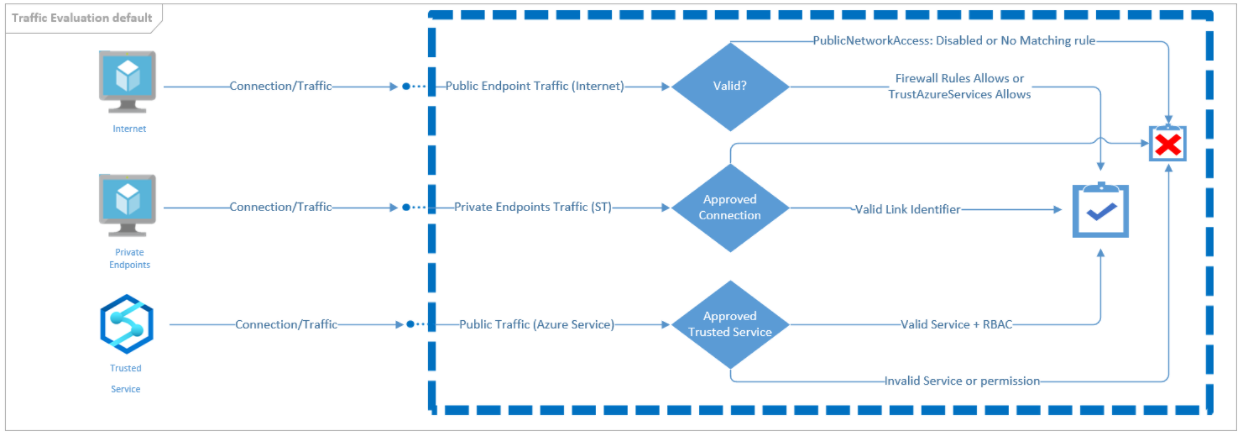 Traffic Evaluation default
PublicNetworkAccess: Disabled or No Matching rule
Internet
Connection/Traffic
Public Endpoint Traffic (Internet)
Valid?
Firewall Rules Allows or
TrustAzureServices Allows
Private
Endpoints
Connection/Traffic
Private Endpoints Traffic (ST)
Approved
Connection
Valid Link Identifier
Trusted
Service
Connection/Traffic
Public Traffic (Azure Service)
Approved
Trusted Service
Valid Service + RBAC
Invalid Service or permission